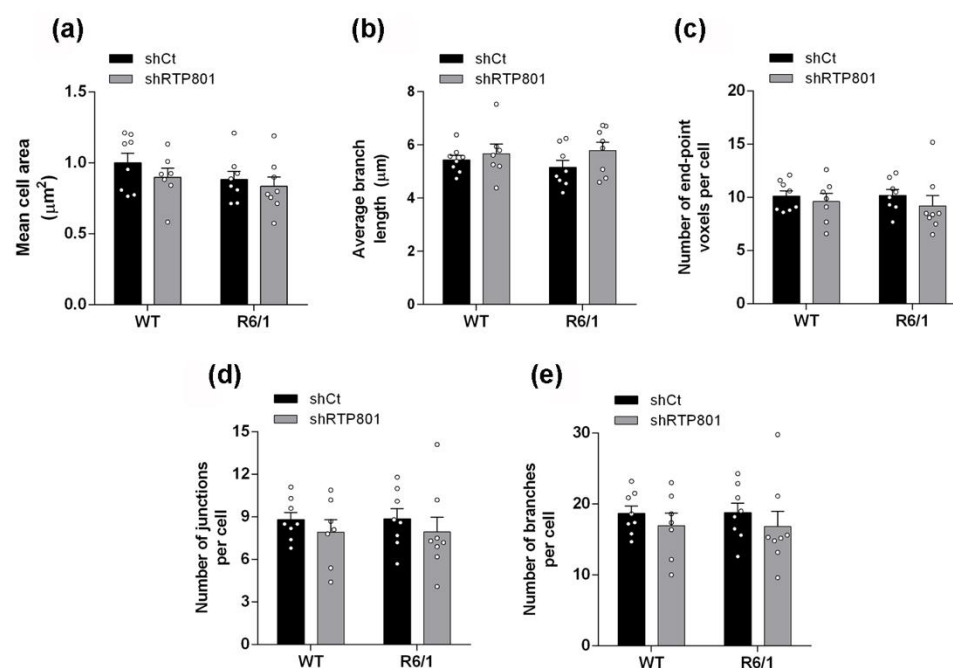 (a)
shCt
shRTP801
Mean cell area
(μm²)
1.5
1.0
0.5
0.0
WT
R6/1
(b)
shCt
shRTP801
Average branch
length (μm)
8
6
4
2
0
WT
R6/1
(c)
shCt
shRTP801
Number of end-point
voxels per cell
20
15
10
5
0
WT
R6/1
(d)
shCt
shRTP801
Number of junctions
per cell
15
12
9
6
3
0
WT
R6/1
(e)
shCt
shRTP801
Number of branches
per cell
30
20
10
0
WT
R6/1